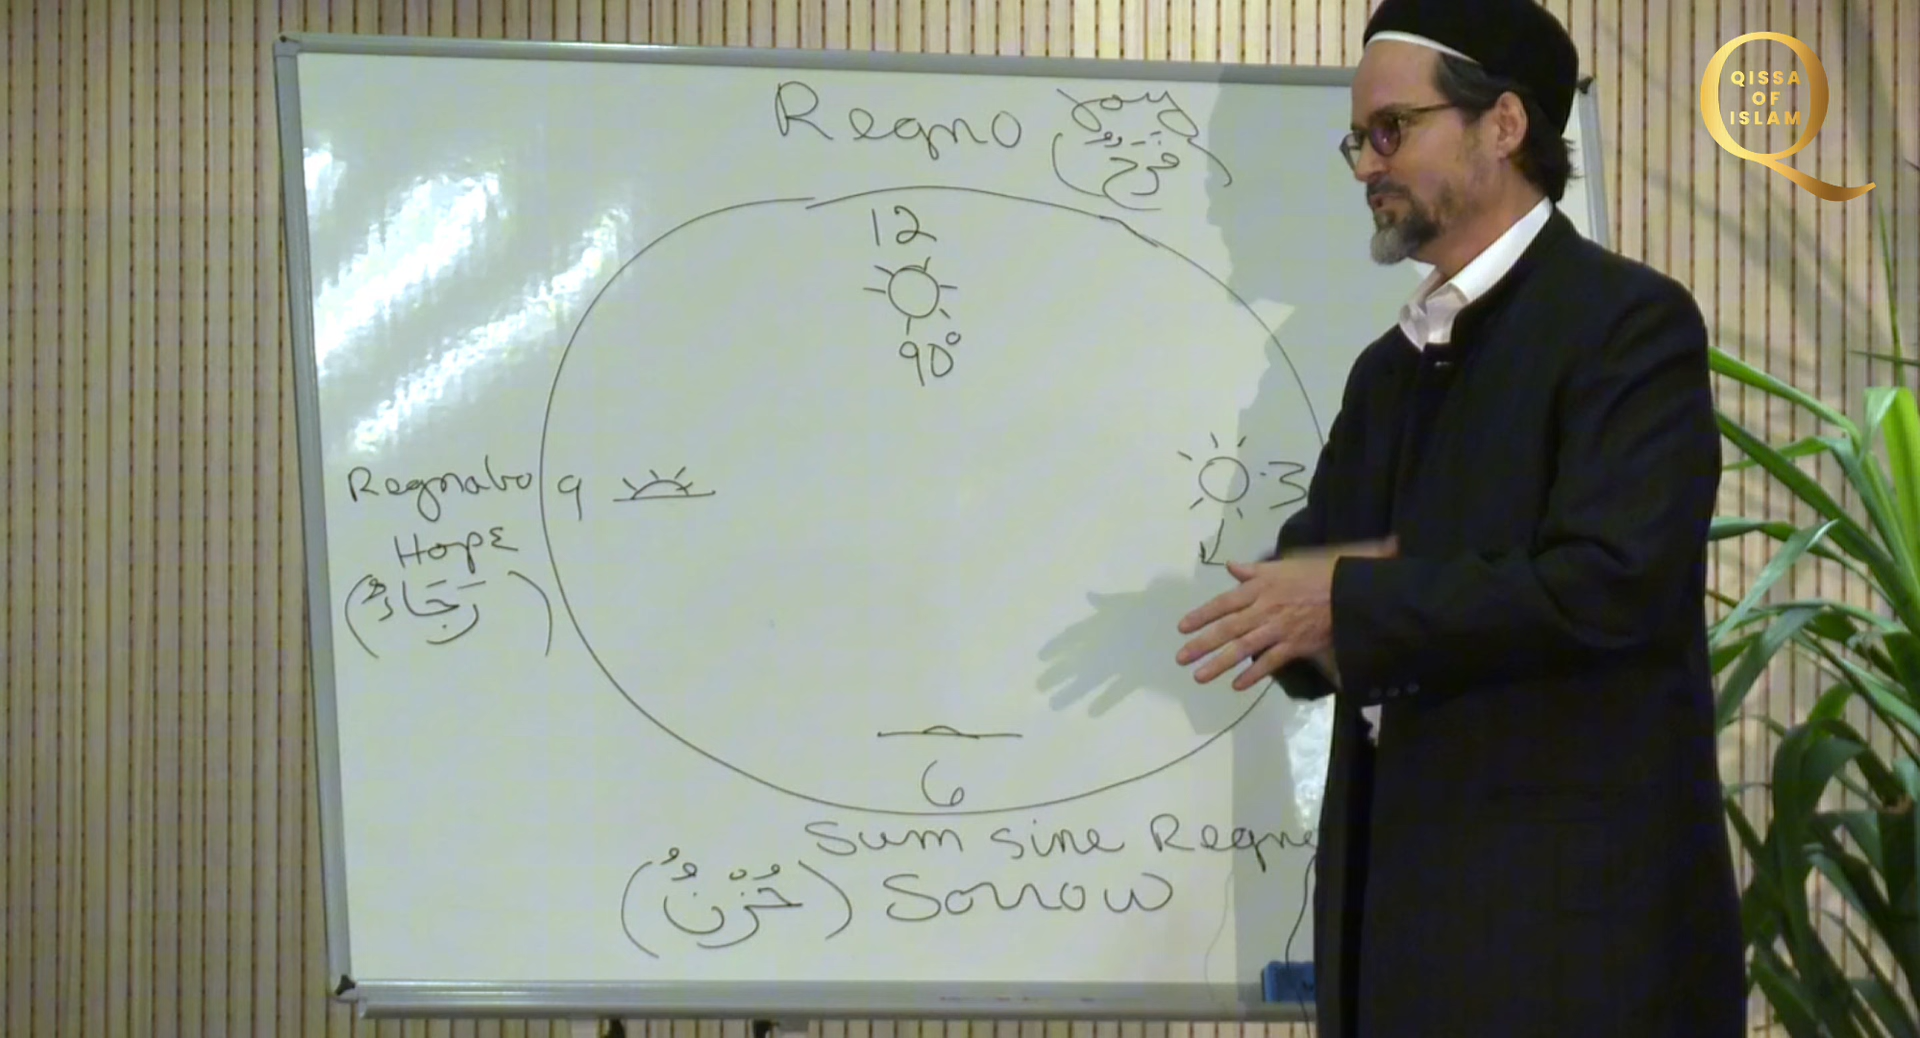 Regno Joy
(فَرَحٌ)
12
90°
Regnabo 9
Hope
(رَجَاءٌ)
3
6
Sum sine Regno
(حُزْنٌ) Sorrow
QISSA
OF
ISLAM